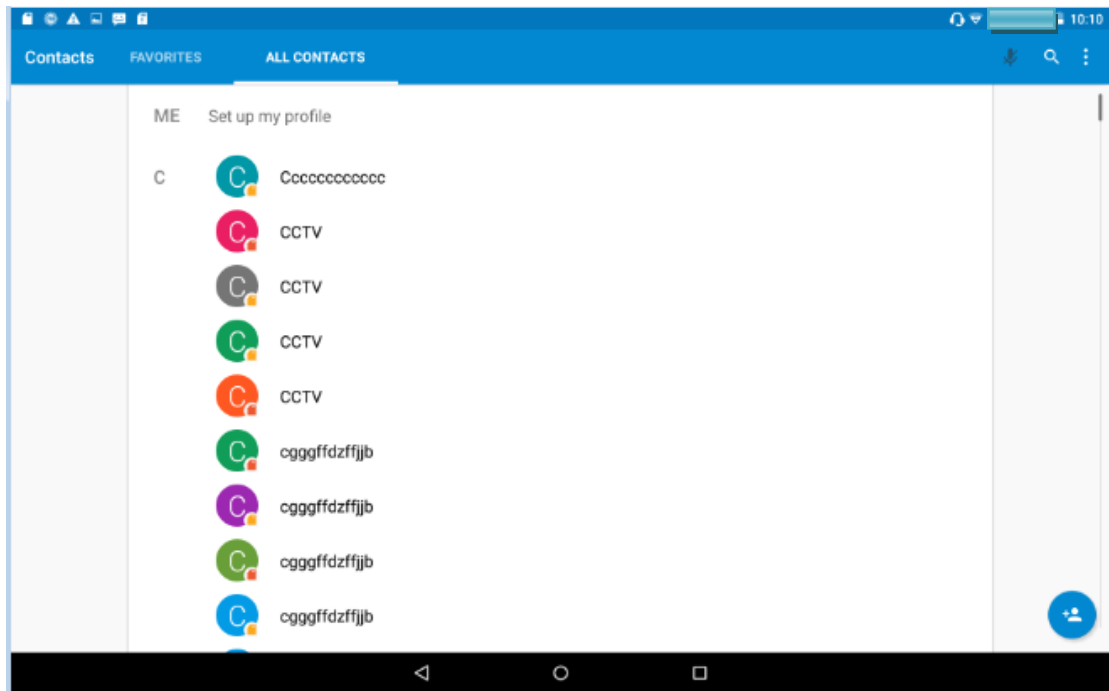 10:10
Contacts FAVORITES ALL CONTACTS
ME Set up my profile
C C Cccccccccccc
C CCTV
C CCTV
C CCTV
C CCTV
C cgggffdzffjjb
C cgggffdzffjjb
C cgggffdzffjjb
C cgggffdzffjjb